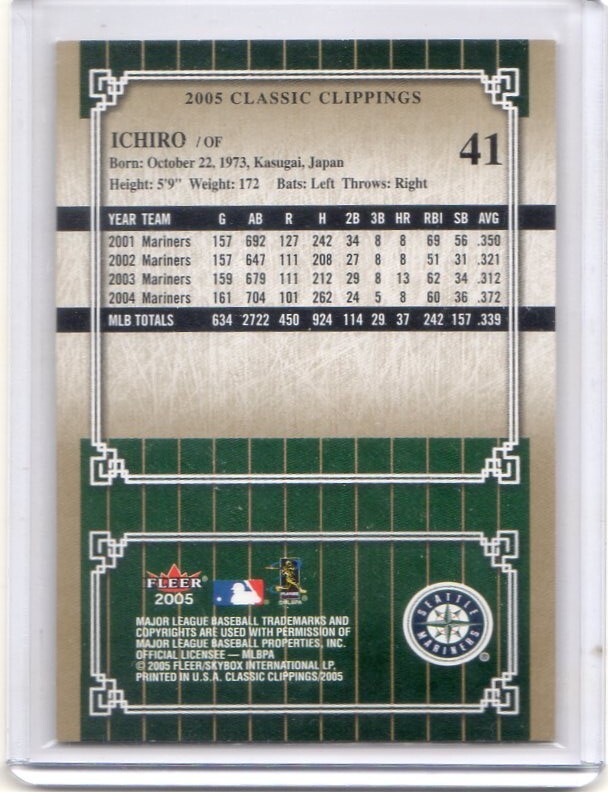 2005 CLASSIC CLIPPINGS
ICHIRO / OF
41
Born: October 22, 1973, Kasugai, Japan
Height: 5'9" Weight: 172 Bats: Left Throws: Right
YEAR TEAM G AB R H 2B 3B HR RBI SB AVG
2001 Mariners 157 692 127 242 34 8 8 69 56 .350
2002 Mariners 157 647 111 208 27 8 8 51 31 .321
2003 Mariners 159 679 111 212 29 8 13 62 34 .312
2004 Mariners 161 704 101 262 24 5 8 60 36 .372
MLB TOTALS 634 2722 450 924 114 29 37 242 157 .339
FLEER®
2005
MAJOR LEAGUE BASEBALL TRADEMARKS AND
COPYRIGHTS ARE USED WITH PERMISSION OF
MAJOR LEAGUE BASEBALL PROPERTIES, INC.
OFFICIAL LICENSEE — MLBPA
© 2005 FLEER/SKYBOX INTERNATIONAL LP.
PRINTED IN U.S.A. CLASSIC CLIPPINGS/2005
SEATTLE
MARINERS
®